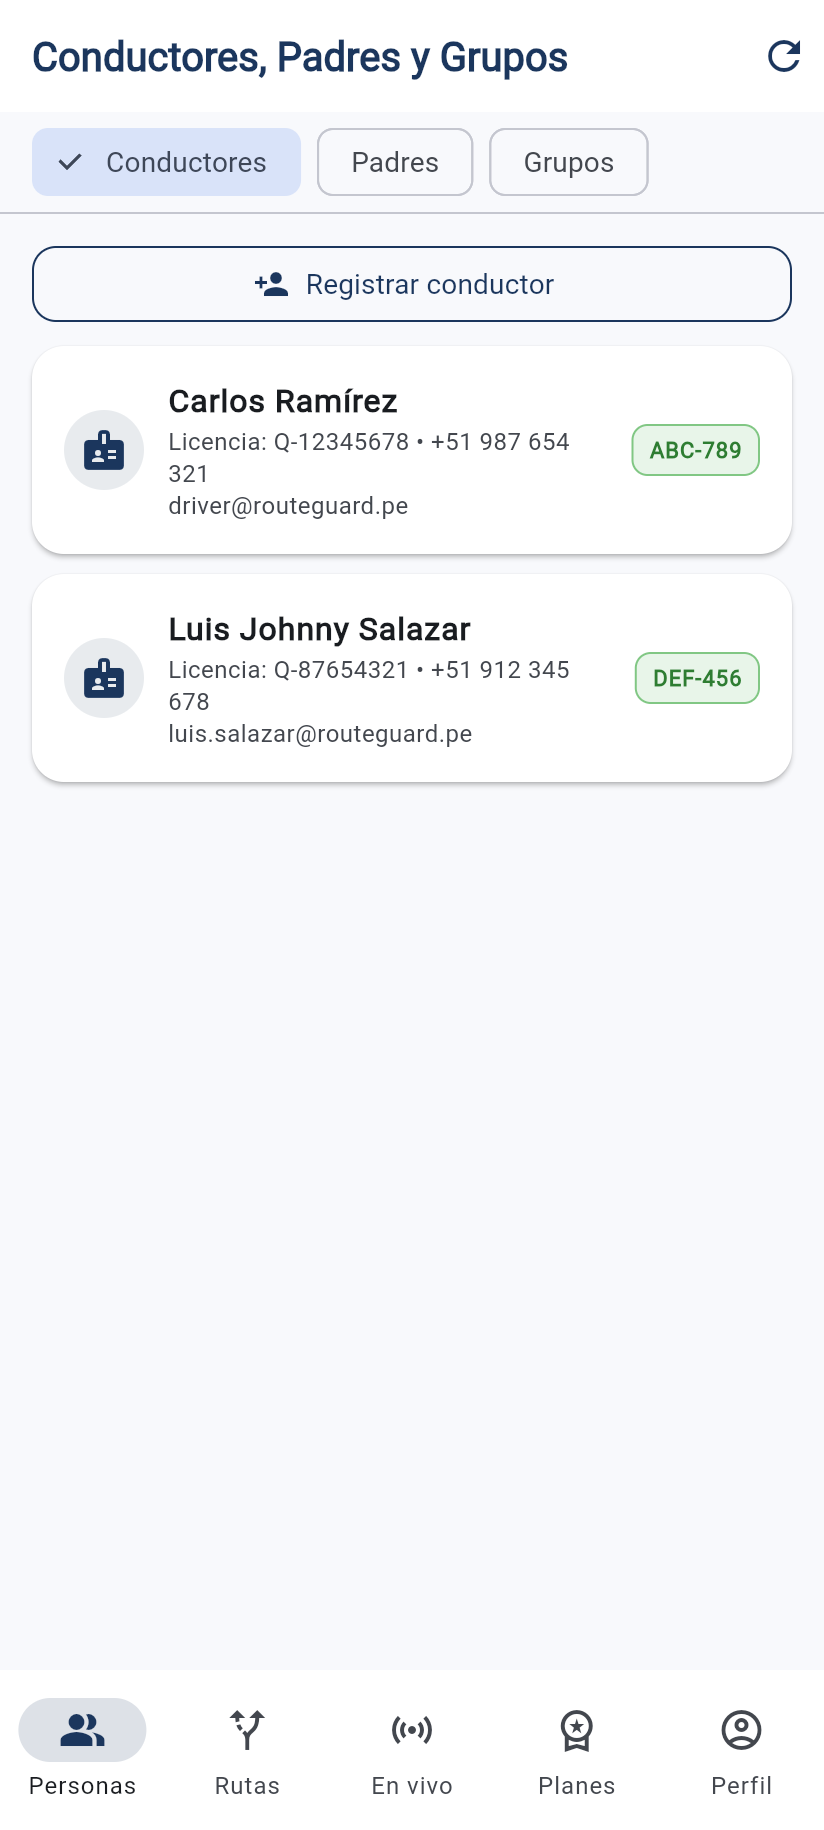 Conductores, Padres y Grupos
Conductores
Padres
Grupos
Registrar conductor
Carlos Ramírez
Licencia: Q-12345678 • +51 987 654
321
driver@routeguard.pe
ABC-789
Luis Johnny Salazar
Licencia: Q-87654321 • +51 912 345
678
luis.salazar@routeguard.pe
DEF-456
Personas
Rutas
En vivo
Planes
Perfil